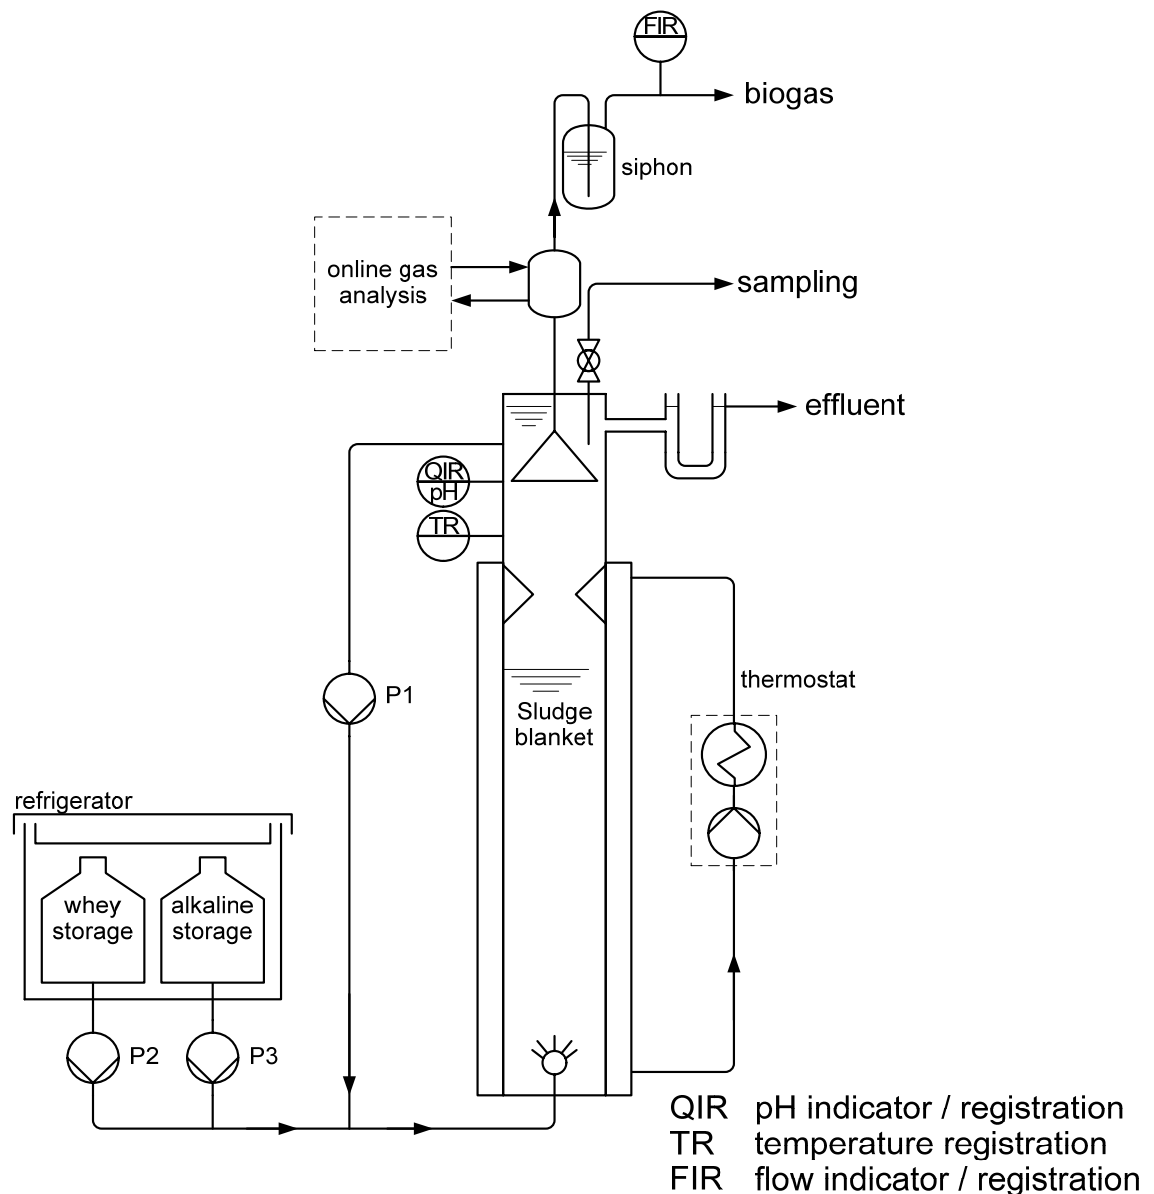 FIR
biogas
siphon
online gas
analysis
sampling
effluent
QIR
pH
TR
thermostat
P1
Sludge
blanket
refrigerator
whey
storage
alkaline
storage
P2
P3
QIR pH indicator / registration
TR temperature registration
FIR flow indicator / registration